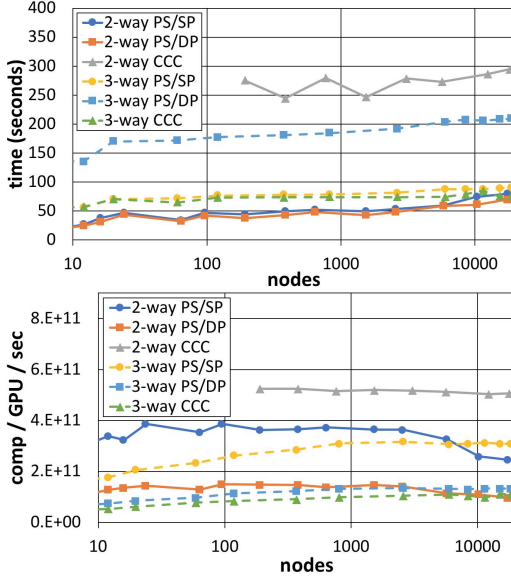 400
350
300
250
200
150
100
50
0
time (seconds)
2-way PS/SP
2-way PS/DP
2-way CCC
3-way PS/SP
3-way PS/DP
3-way CCC
10
100
1000
10000
nodes
8.E+11
6.E+11
4.E+11
2.E+11
0.E+00
comp / GPU / sec
2-way PS/SP
2-way PS/DP
2-way CCC
3-way PS/SP
3-way PS/DP
3-way CCC
10
100
1000
10000
nodes